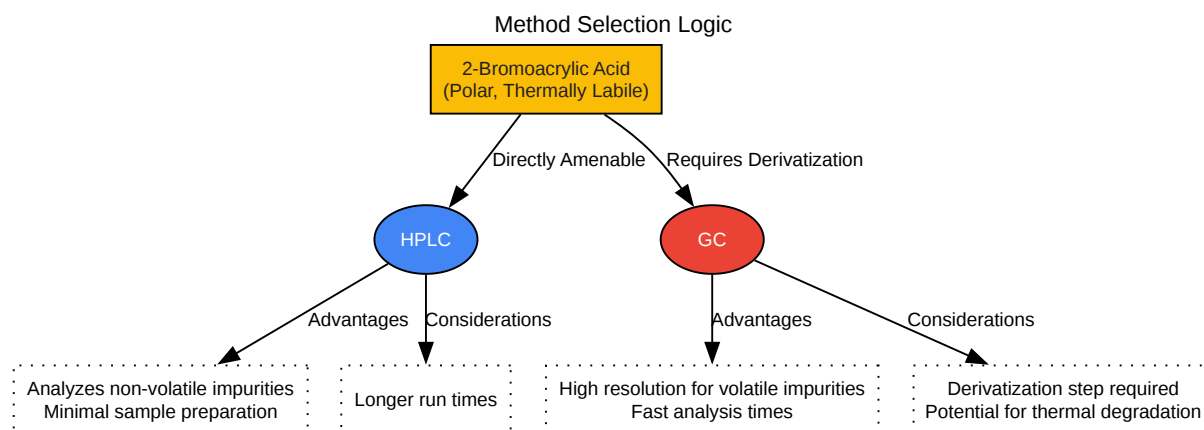 Method Selection Logic
2-Bromoacrylic Acid
(Polar, Thermally Labile)
Directly Amenable
Requires Derivatization
HPLC
GC
Advantages
Considerations
Advantages
Considerations
Analyzes non-volatile impurities
Minimal sample preparation
Longer run times
High resolution for volatile impurities
Fast analysis times
Derivatization step required
Potential for thermal degradation